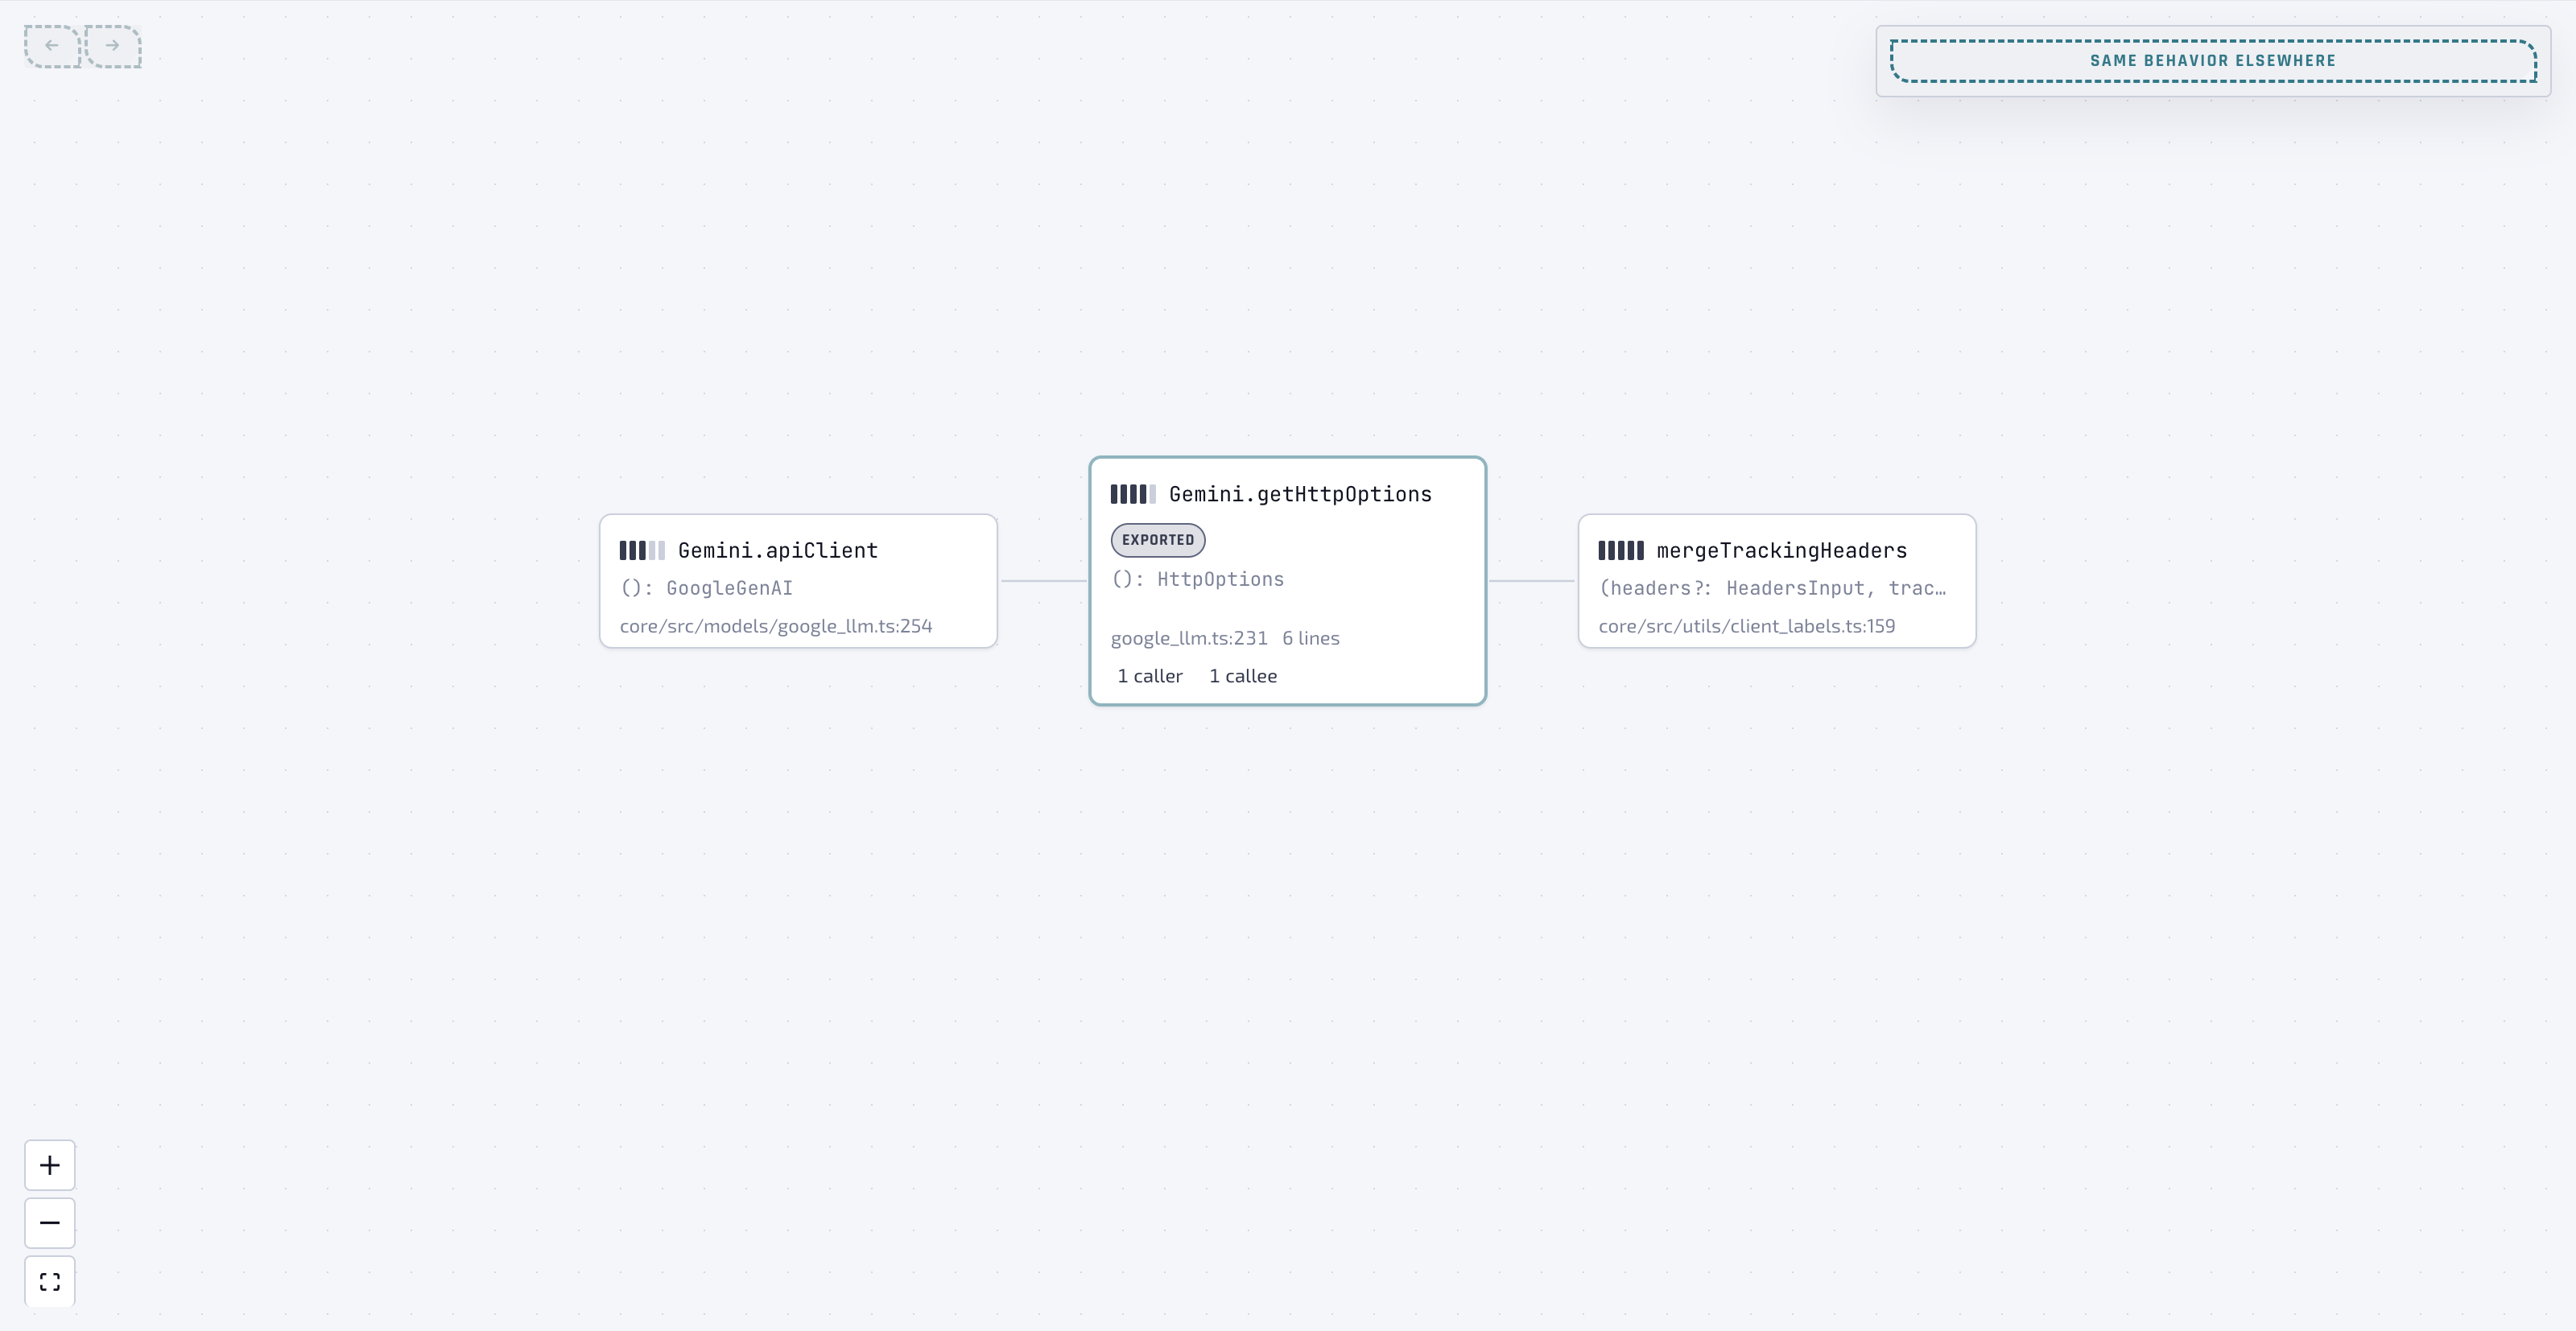 SAME BEHAVIOR ELSEWHERE
Gemini.apiClient
(): GoogleGenAI
core/src/models/google_llm.ts:254
Gemini.getHttpOptions
EXPORTED
(): HttpOptions
google_llm.ts:231 6 lines
1 caller 1 callee
mergeTrackingHeaders
(headers?: HeadersInput, trac…
core/src/utils/client_labels.ts:159